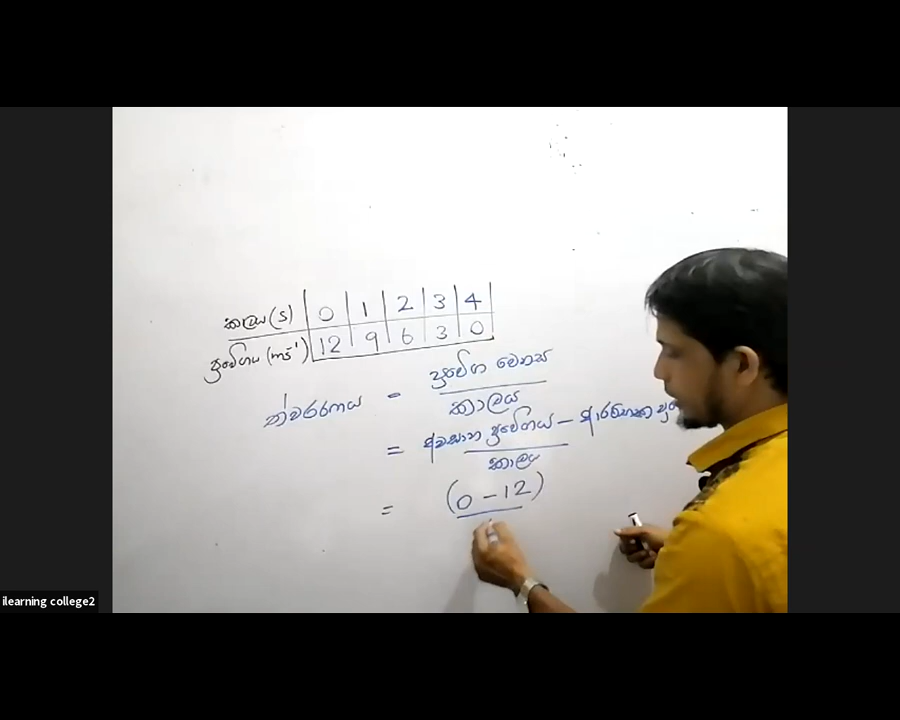 කාලය (s) 0 1 2 3 4
ප්‍රවේගය (ms⁻¹) 12 9 6 3 0
ත්වරණය = ප්‍රවේග වෙනස
කාලය
= අවසාන ප්‍රවේගය – ආරම්භක
කාලය
= (0 – 12)
ilearning college2